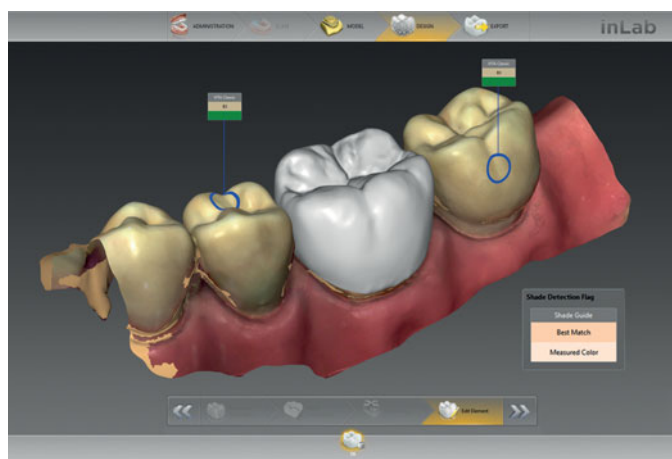 ADMINISTRATION
MODEL
DESIGN
EXPORT
inLab
Shade Detection Flag
Shade Guide
Best Match
Measured Color
Edit Element